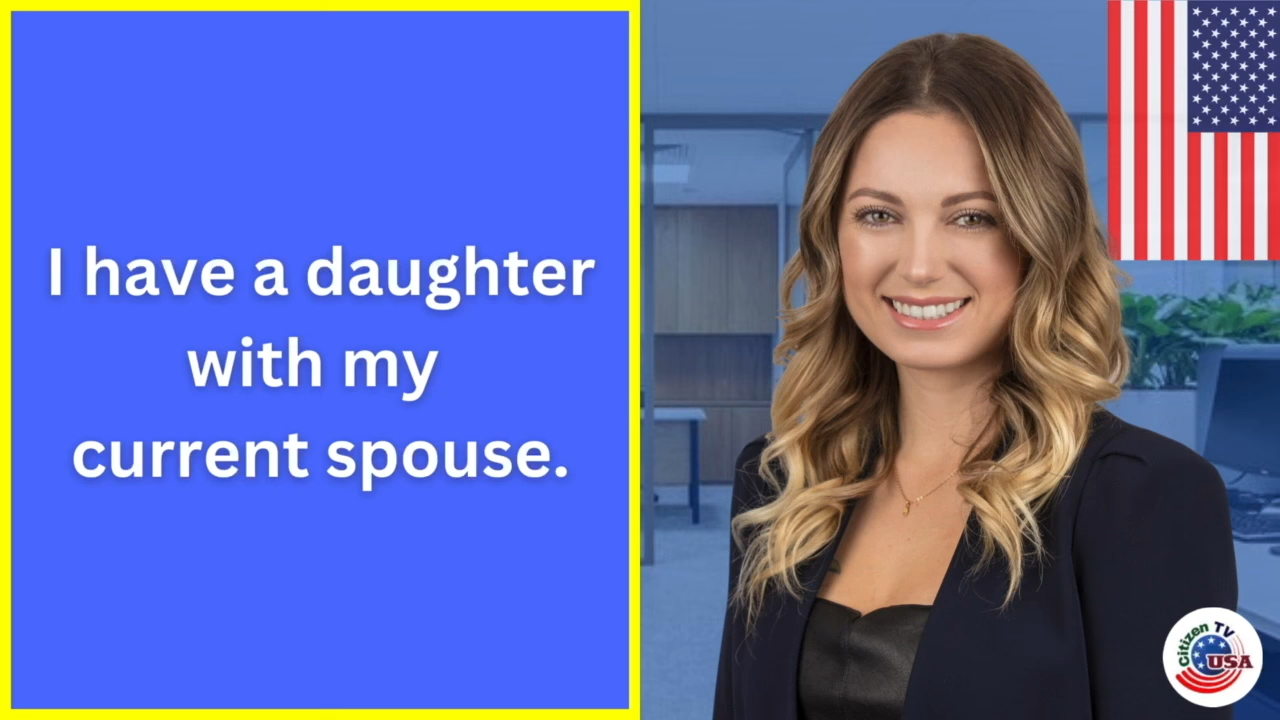 I have a daughter
with my
current spouse.
Citizen TV
USA